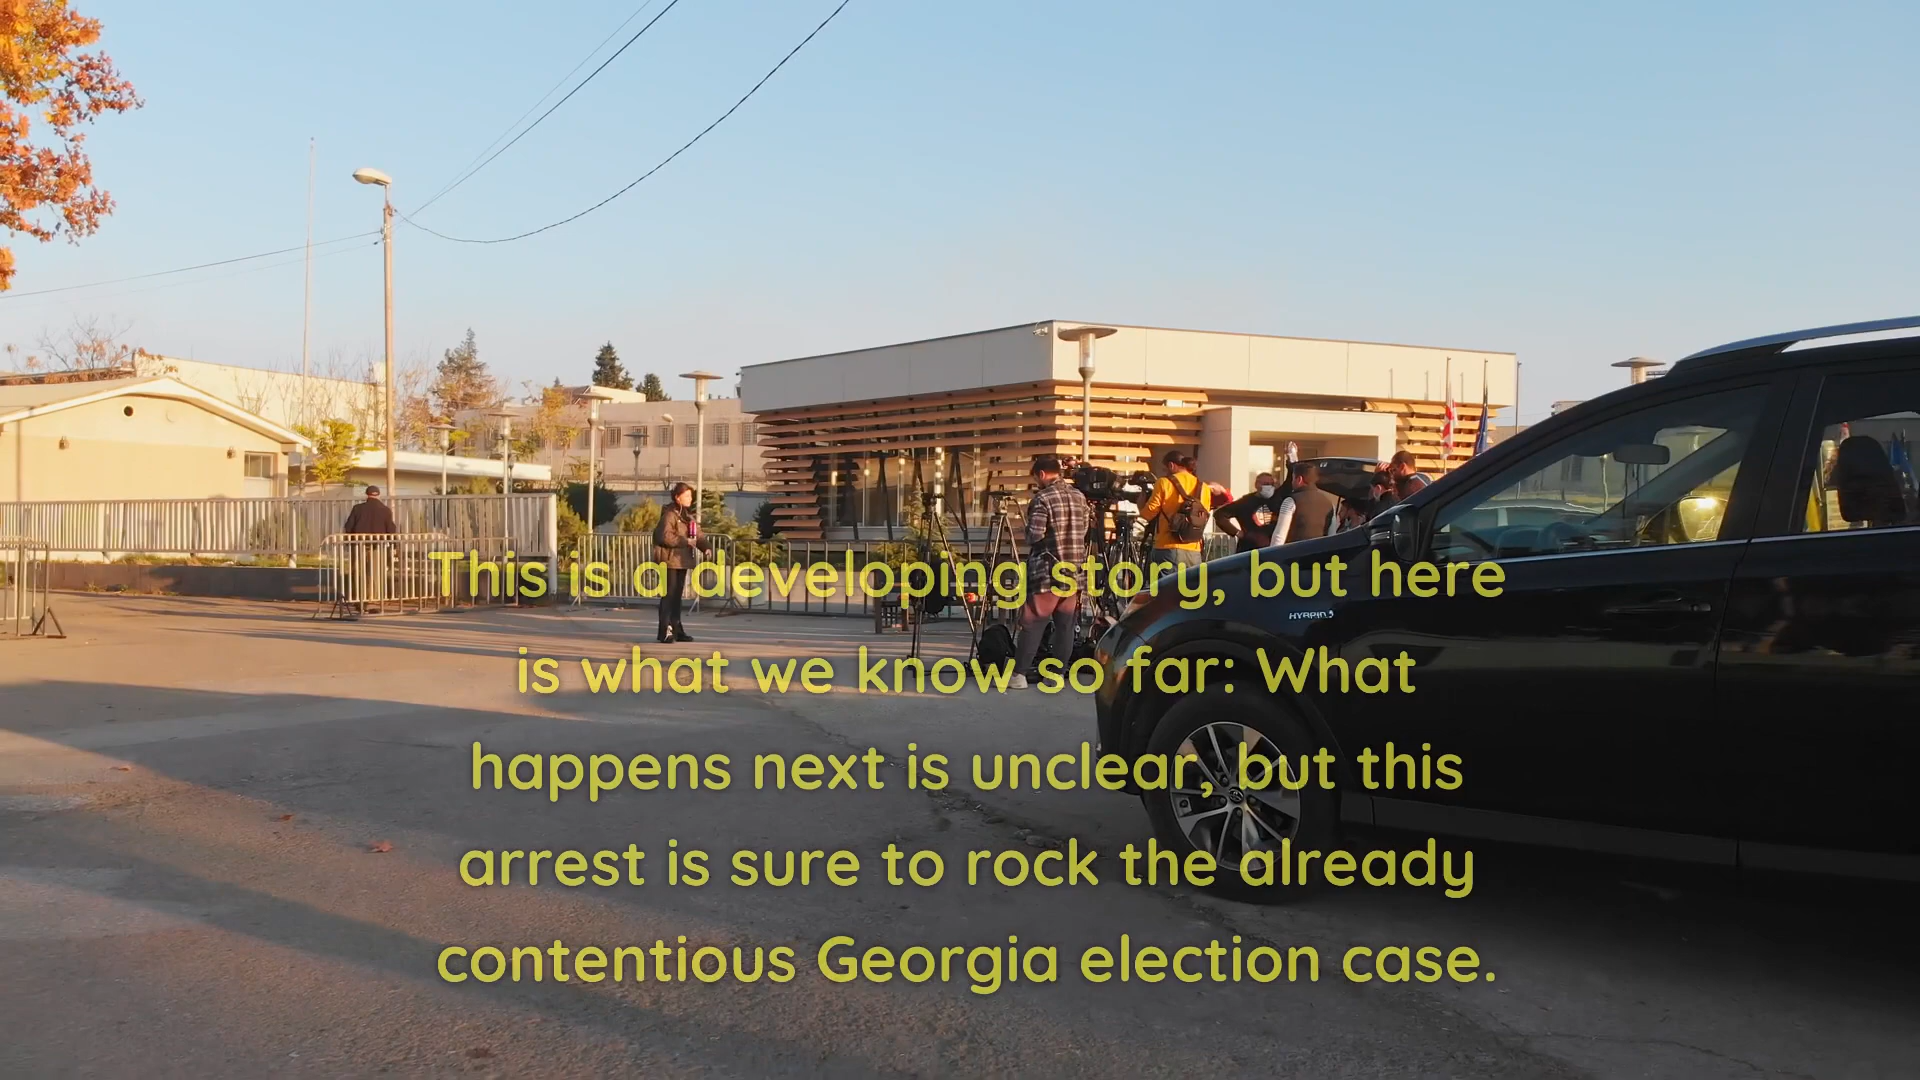 This is a developing story, but here
is what we know so far: What
happens next is unclear, but this
arrest is sure to rock the already
contentious Georgia election case.
HYBRID